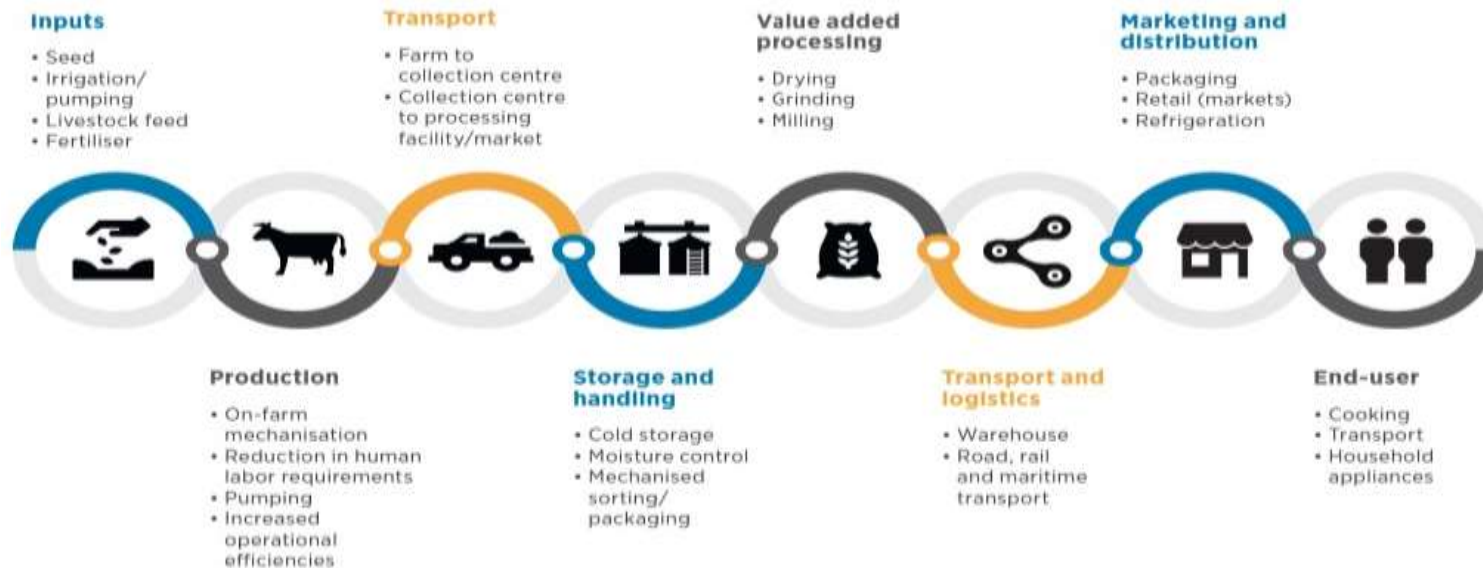 Inputs
• Seed
• Irrigation/
pumping
• Livestock feed
• Fertiliser
Transport
• Farm to
collection centre
• Collection centre
to processing
facility/market
Value added
processing
• Drying
• Grinding
• Milling
Marketing and
distribution
• Packaging
• Retail (markets)
• Refrigeration
Production
• On-farm
mechanisation
• Reduction in human
labor requirements
• Pumping
• Increased
operational
efficiencies
Storage and
handling
• Cold storage
• Moisture control
• Mechanised
sorting/
packaging
Transport and
logistics
• Warehouse
• Road, rail
and maritime
transport
End-user
• Cooking
• Transport
• Household
appliances